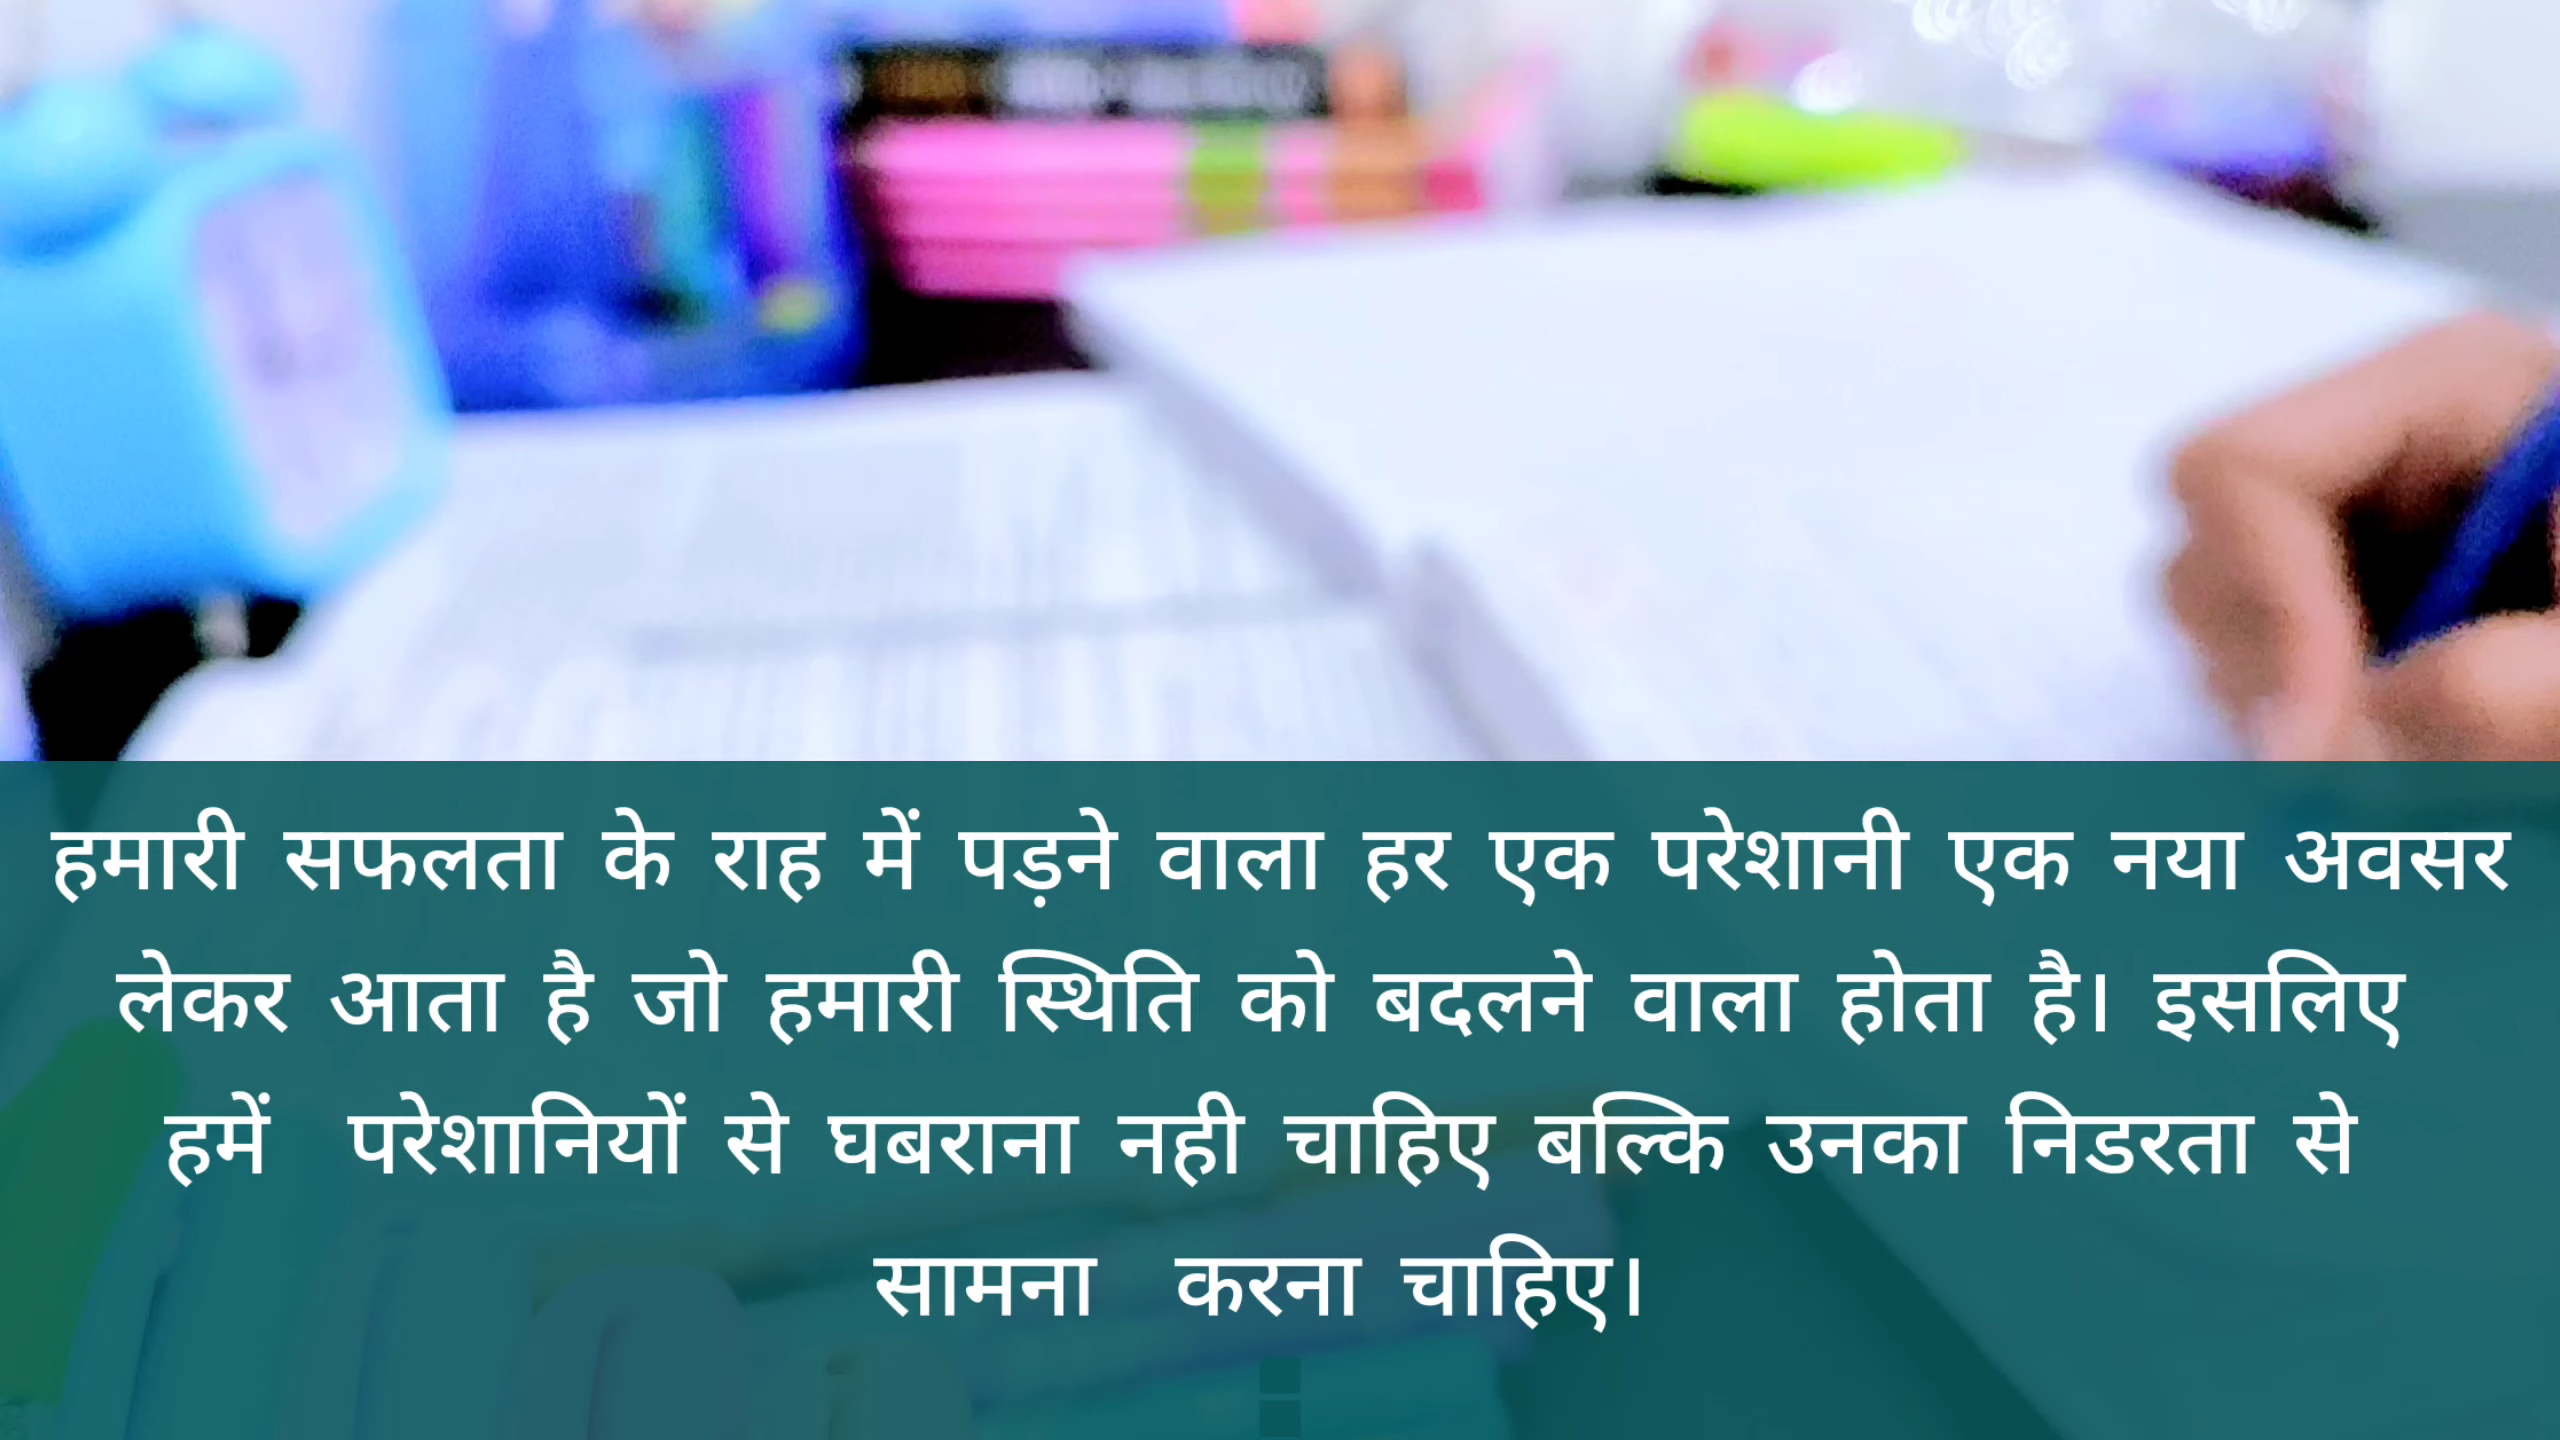 हमारी सफलता के राह में पड़ने वाला हर एक परेशानी एक नया अवसर
लेकर आता है जो हमारी स्थिति को बदलने वाला होता है। इसलिए
हमें परेशानियों से घबराना नही चाहिए बल्कि उनका निडरता से
सामना करना चाहिए।